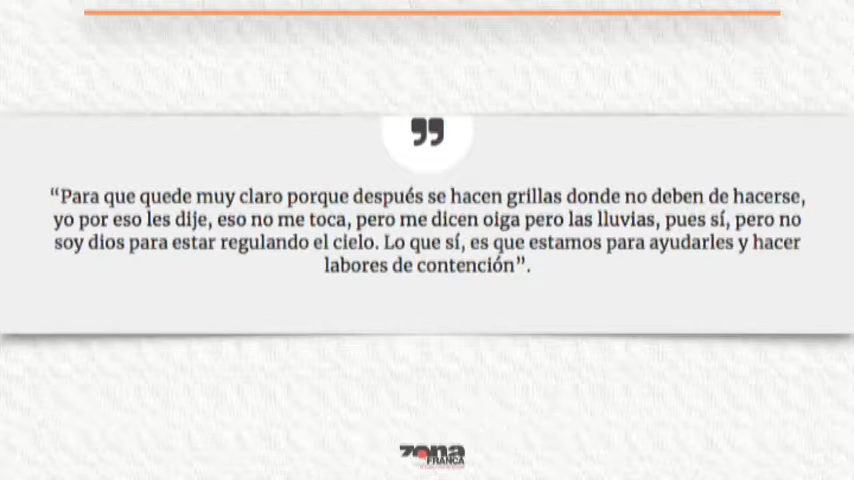 “Para que quede muy claro porque después se hacen grillas donde no deben de hacerse,
yo por eso les dije, eso no me toca, pero me dicen oiga pero las lluvias, pues sí, pero no
soy dios para estar regulando el cielo. Lo que sí, es que estamos para ayudarles y hacer
labores de contención”.
zona
FRANCA